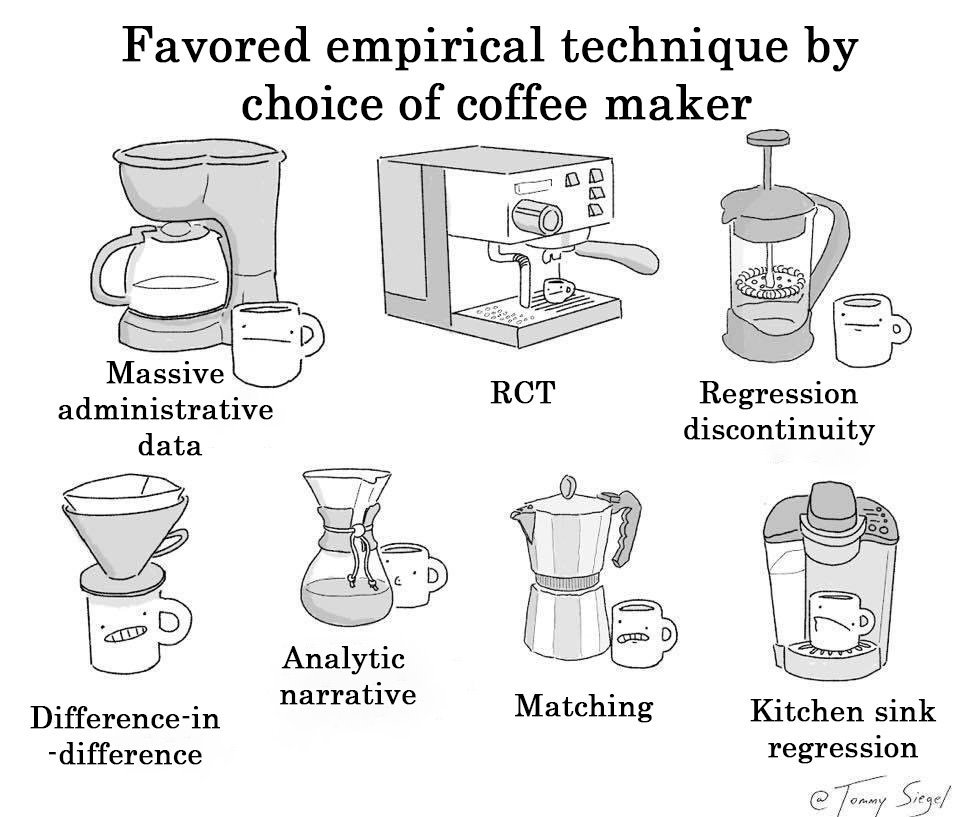 Favored empirical technique by
choice of coffee maker
Massive
administrative
data
RCT
Regression
discontinuity
Difference-in
-difference
Analytic
narrative
Matching
Kitchen sink
regression
@ Tommy Siegel